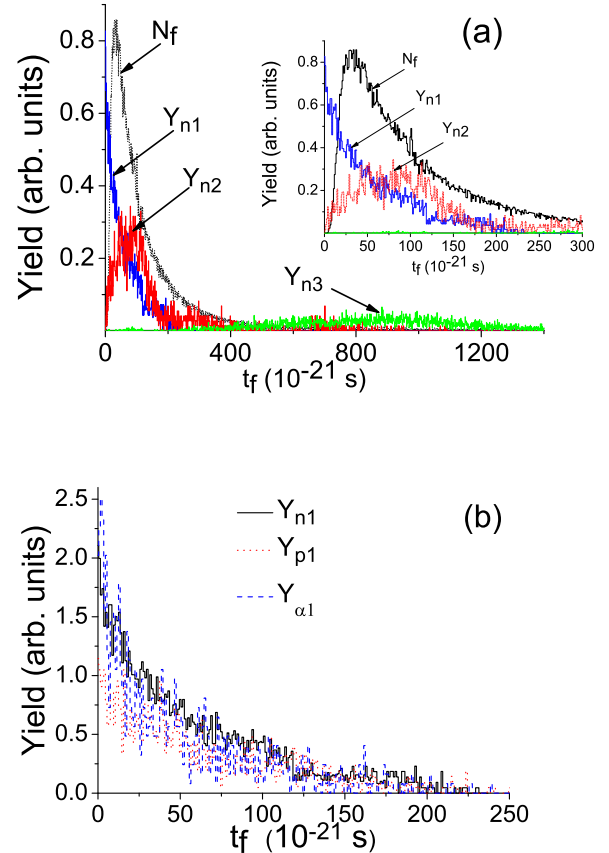 (a)
Yield (arb. units)
0.8
0.6
0.4
0.2
0 400 800 1200
t_f (10^-21 s)
N_f
Y_n1
Y_n2
Y_n3
Yield (arb. units)
0.8
0.6
0.4
0.2
0 50 100 150 200 250 300
t_f (10^-21 s)
N_f
Y_n1
Y_n2
(b)
Yield (arb. units)
2.5
2.0
1.5
1.0
0.5
0.0
0 50 100 150 200 250
t_f (10^-21 s)
Y_n1
Y_p1
Y_α1